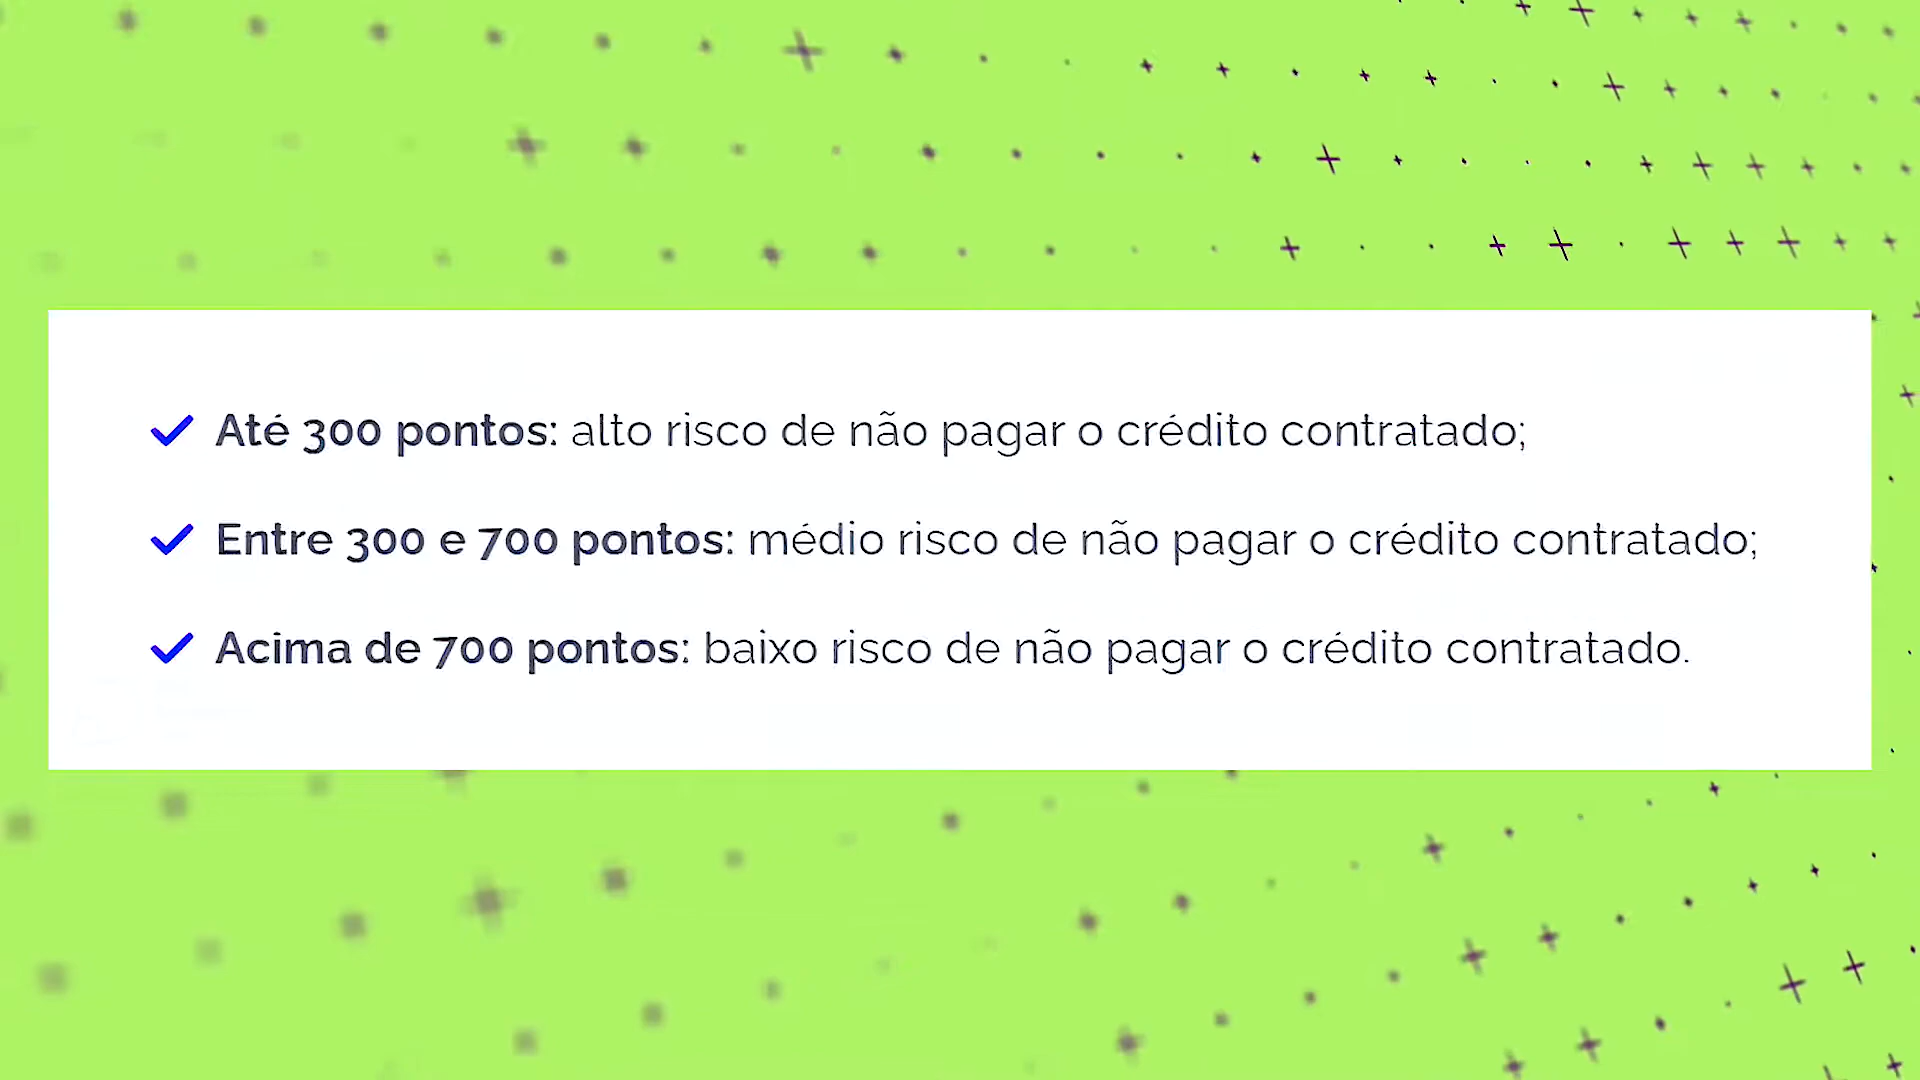 Até 300 pontos: alto risco de não pagar o crédito contratado;
Entre 300 e 700 pontos: médio risco de não pagar o crédito contratado;
Acima de 700 pontos: baixo risco de não pagar o crédito contratado.